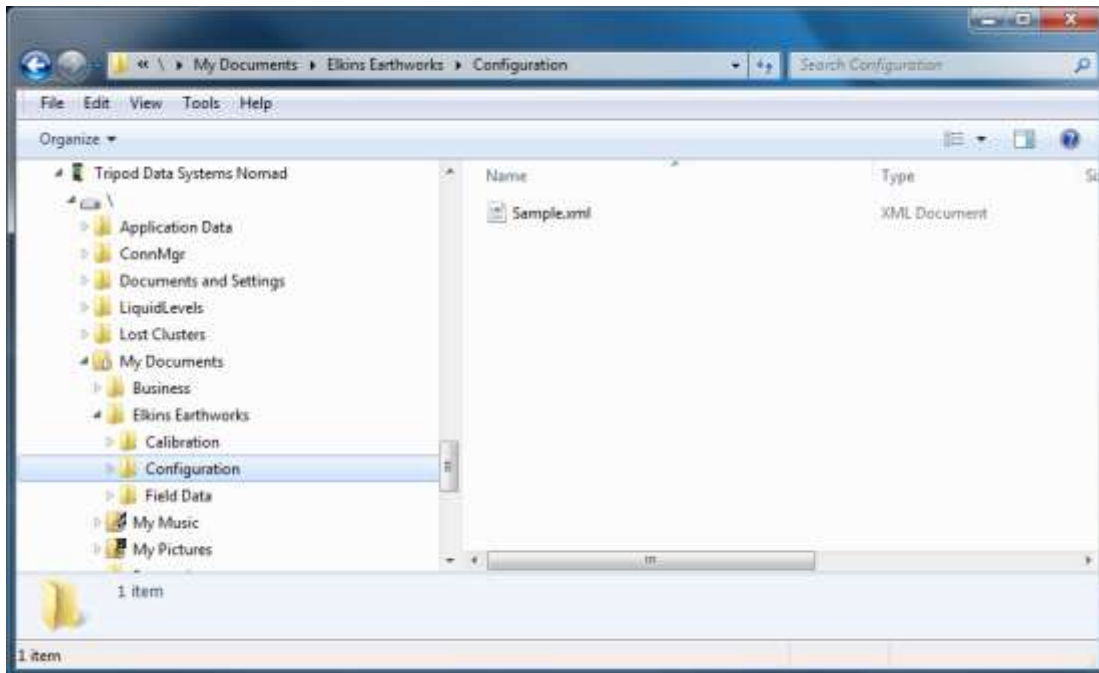 « \ ▸ My Documents ▸ Elkins Earthworks ▸ Configuration
Search Configuration
File Edit View Tools Help
Organize
Tripod Data Systems Nomad
\
Application Data
ConnMgr
Documents and Settings
LiquidLevels
Lost Clusters
My Documents
Business
Elkins Earthworks
Calibration
Configuration
Field Data
My Music
My Pictures
Name Type
Sample.xml XML Document
1 item
1 item